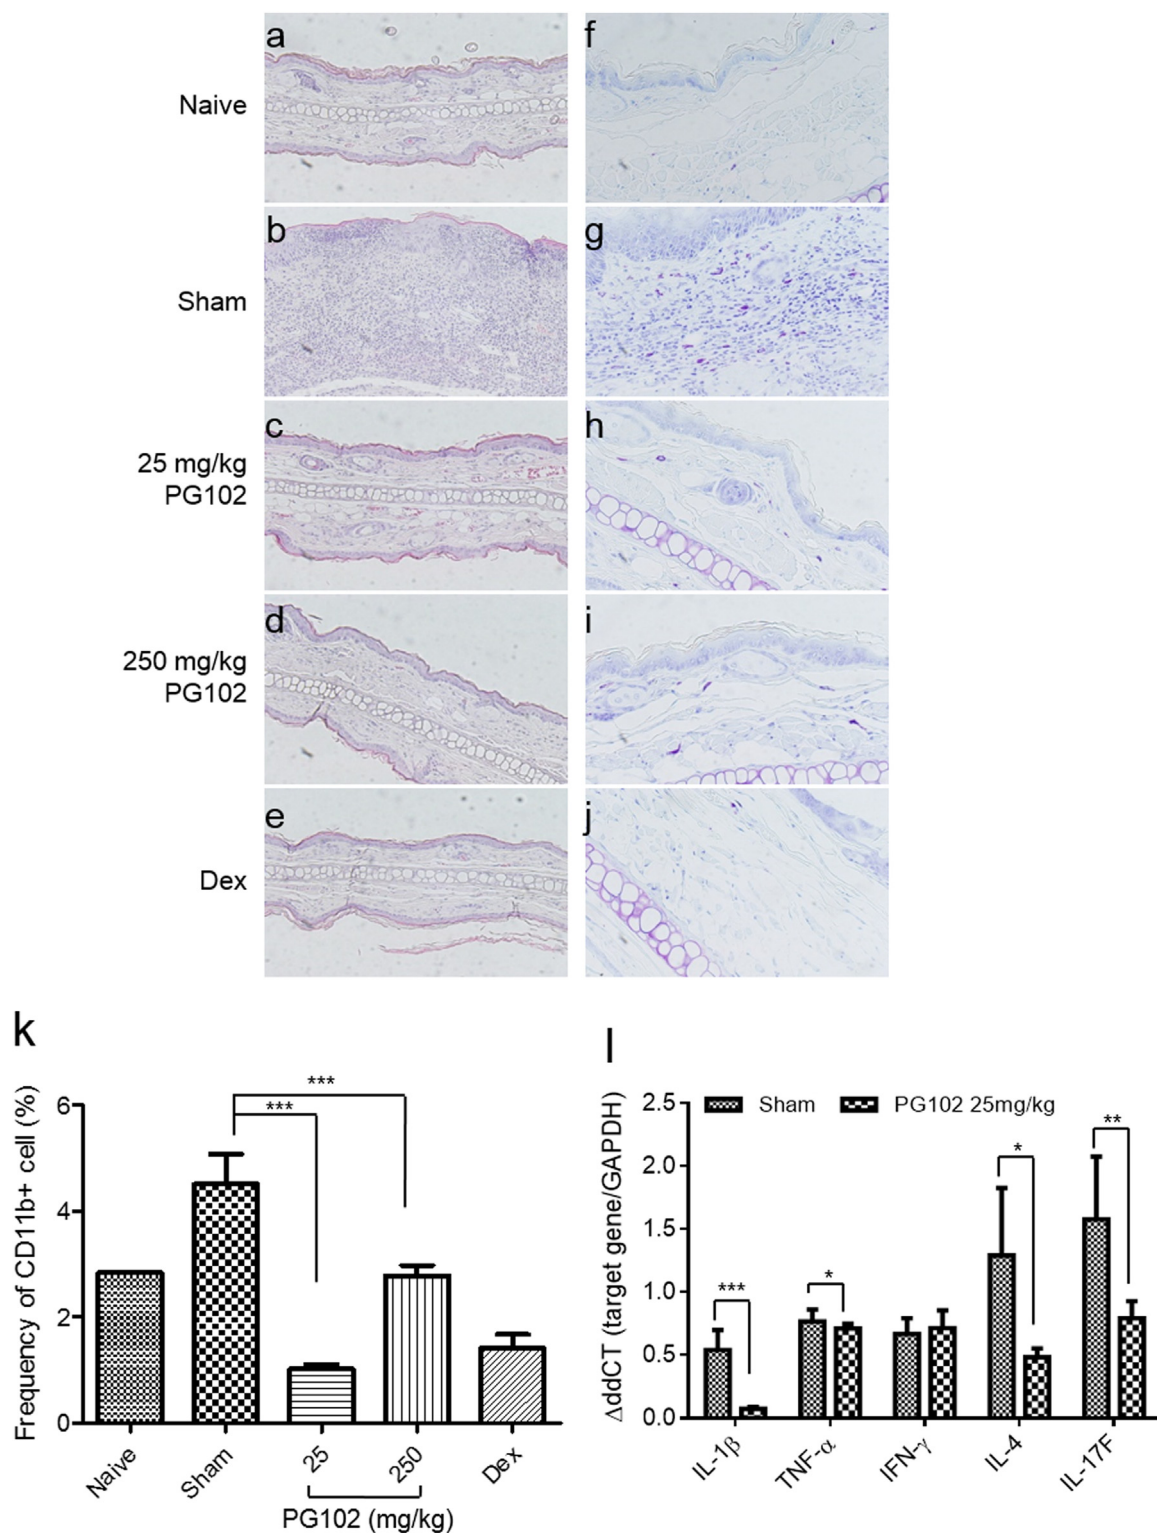 a
f
Naive
b
g
Sham
c
h
25 mg/kg
PG102
d
i
250 mg/kg
PG102
e
j
Dex
k
Frequency of CD11b+ cell (%)
6
4
2
0
***
***
Naive
Sham
25
250
Dex
PG102 (mg/kg)
l
ΔddCT (target gene/GAPDH)
2.5
2.0
1.5
1.0
0.5
0.0
Sham
PG102 25mg/kg
***
*
*
**
IL-1β
TNF-α
IFN-γ
IL-4
IL-17F